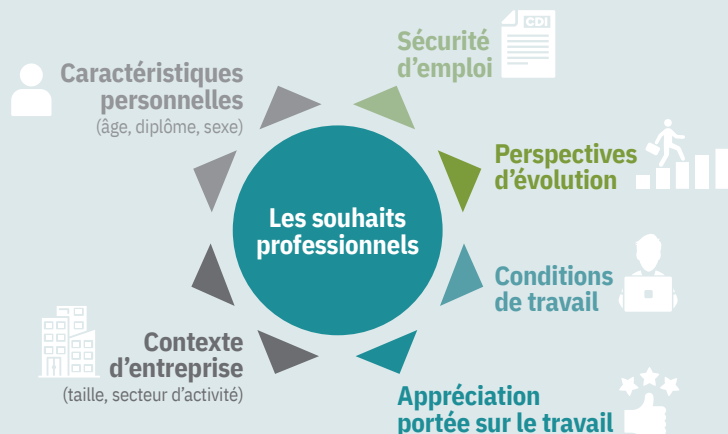 CDI
Sécurité
d'emploi
Caractéristiques
personnelles
(âge, diplôme, sexe)
Perspectives
d'évolution
Les souhaits
professionnels
Conditions
de travail
Contexte
d'entreprise
(taille, secteur d'activité)
Appréciation
portée sur le travail